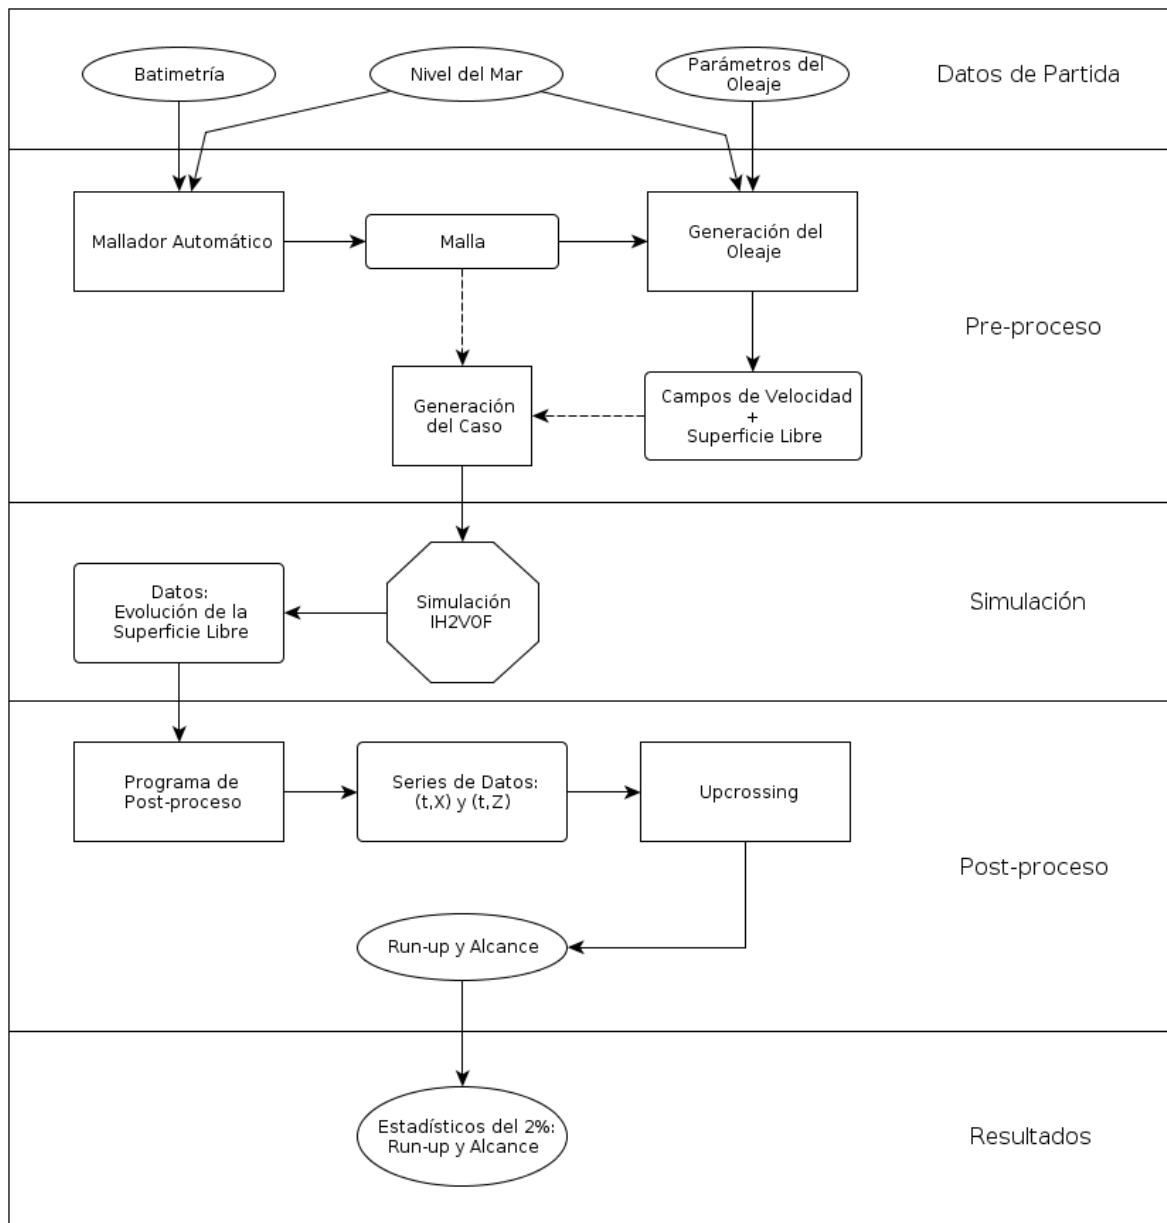 Batimetría
Nivel del Mar
Parámetros del
Oleaje
Datos de Partida
Mallador Automático
Malla
Generación del
Oleaje
Pre-proceso
Generación
del Caso
Campos de Velocidad
+
Superficie Libre
Datos:
Evolución de la
Superficie Libre
Simulación
IH2VOF
Simulación
Programa de
Post-proceso
Series de Datos:
(t,X) y (t,Z)
Upcrossing
Post-proceso
Run-up y Alcance
Estadísticos del 2%:
Run-up y Alcance
Resultados